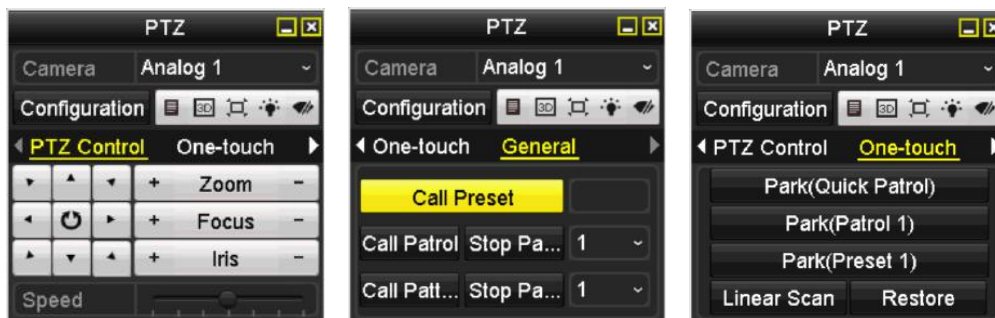 PTZ
Camera Analog 1
Configuration 3D
PTZ Control One-touch
+ Zoom -
+ Focus -
+ Iris -
Speed
PTZ
Camera Analog 1
Configuration 3D
One-touch General
Call Preset
Call Patrol Stop Pa... 1
Call Patt... Stop Pa... 1
PTZ
Camera Analog 1
Configuration 3D
PTZ Control One-touch
Park(Quick Patrol)
Park(Patrol 1)
Park(Preset 1)
Linear Scan Restore